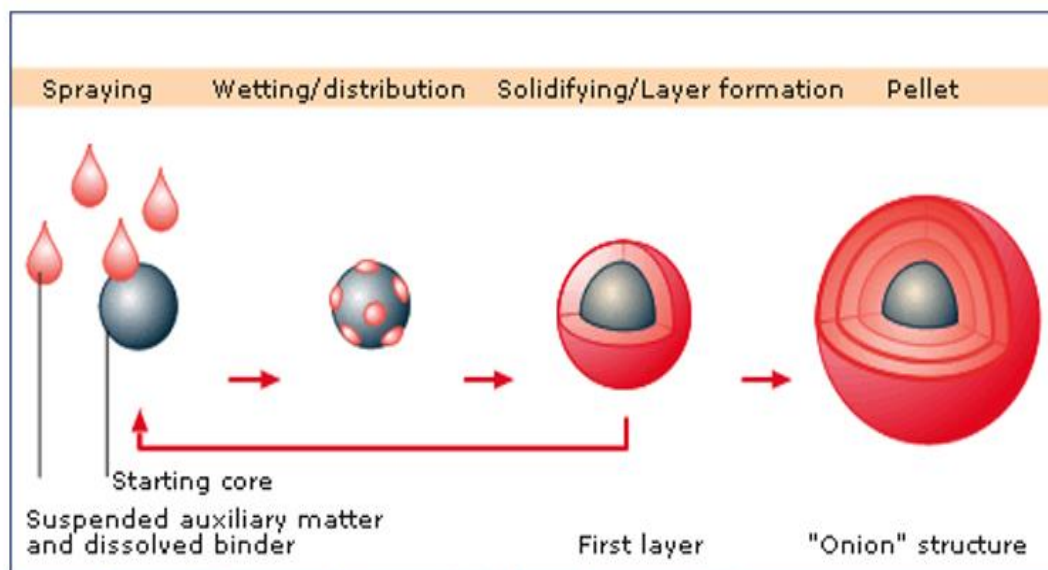 Spraying
Wetting/distribution
Solidifying/Layer formation
Pellet
Starting core
Suspended auxiliary matter
and dissolved binder
First layer
"Onion" structure